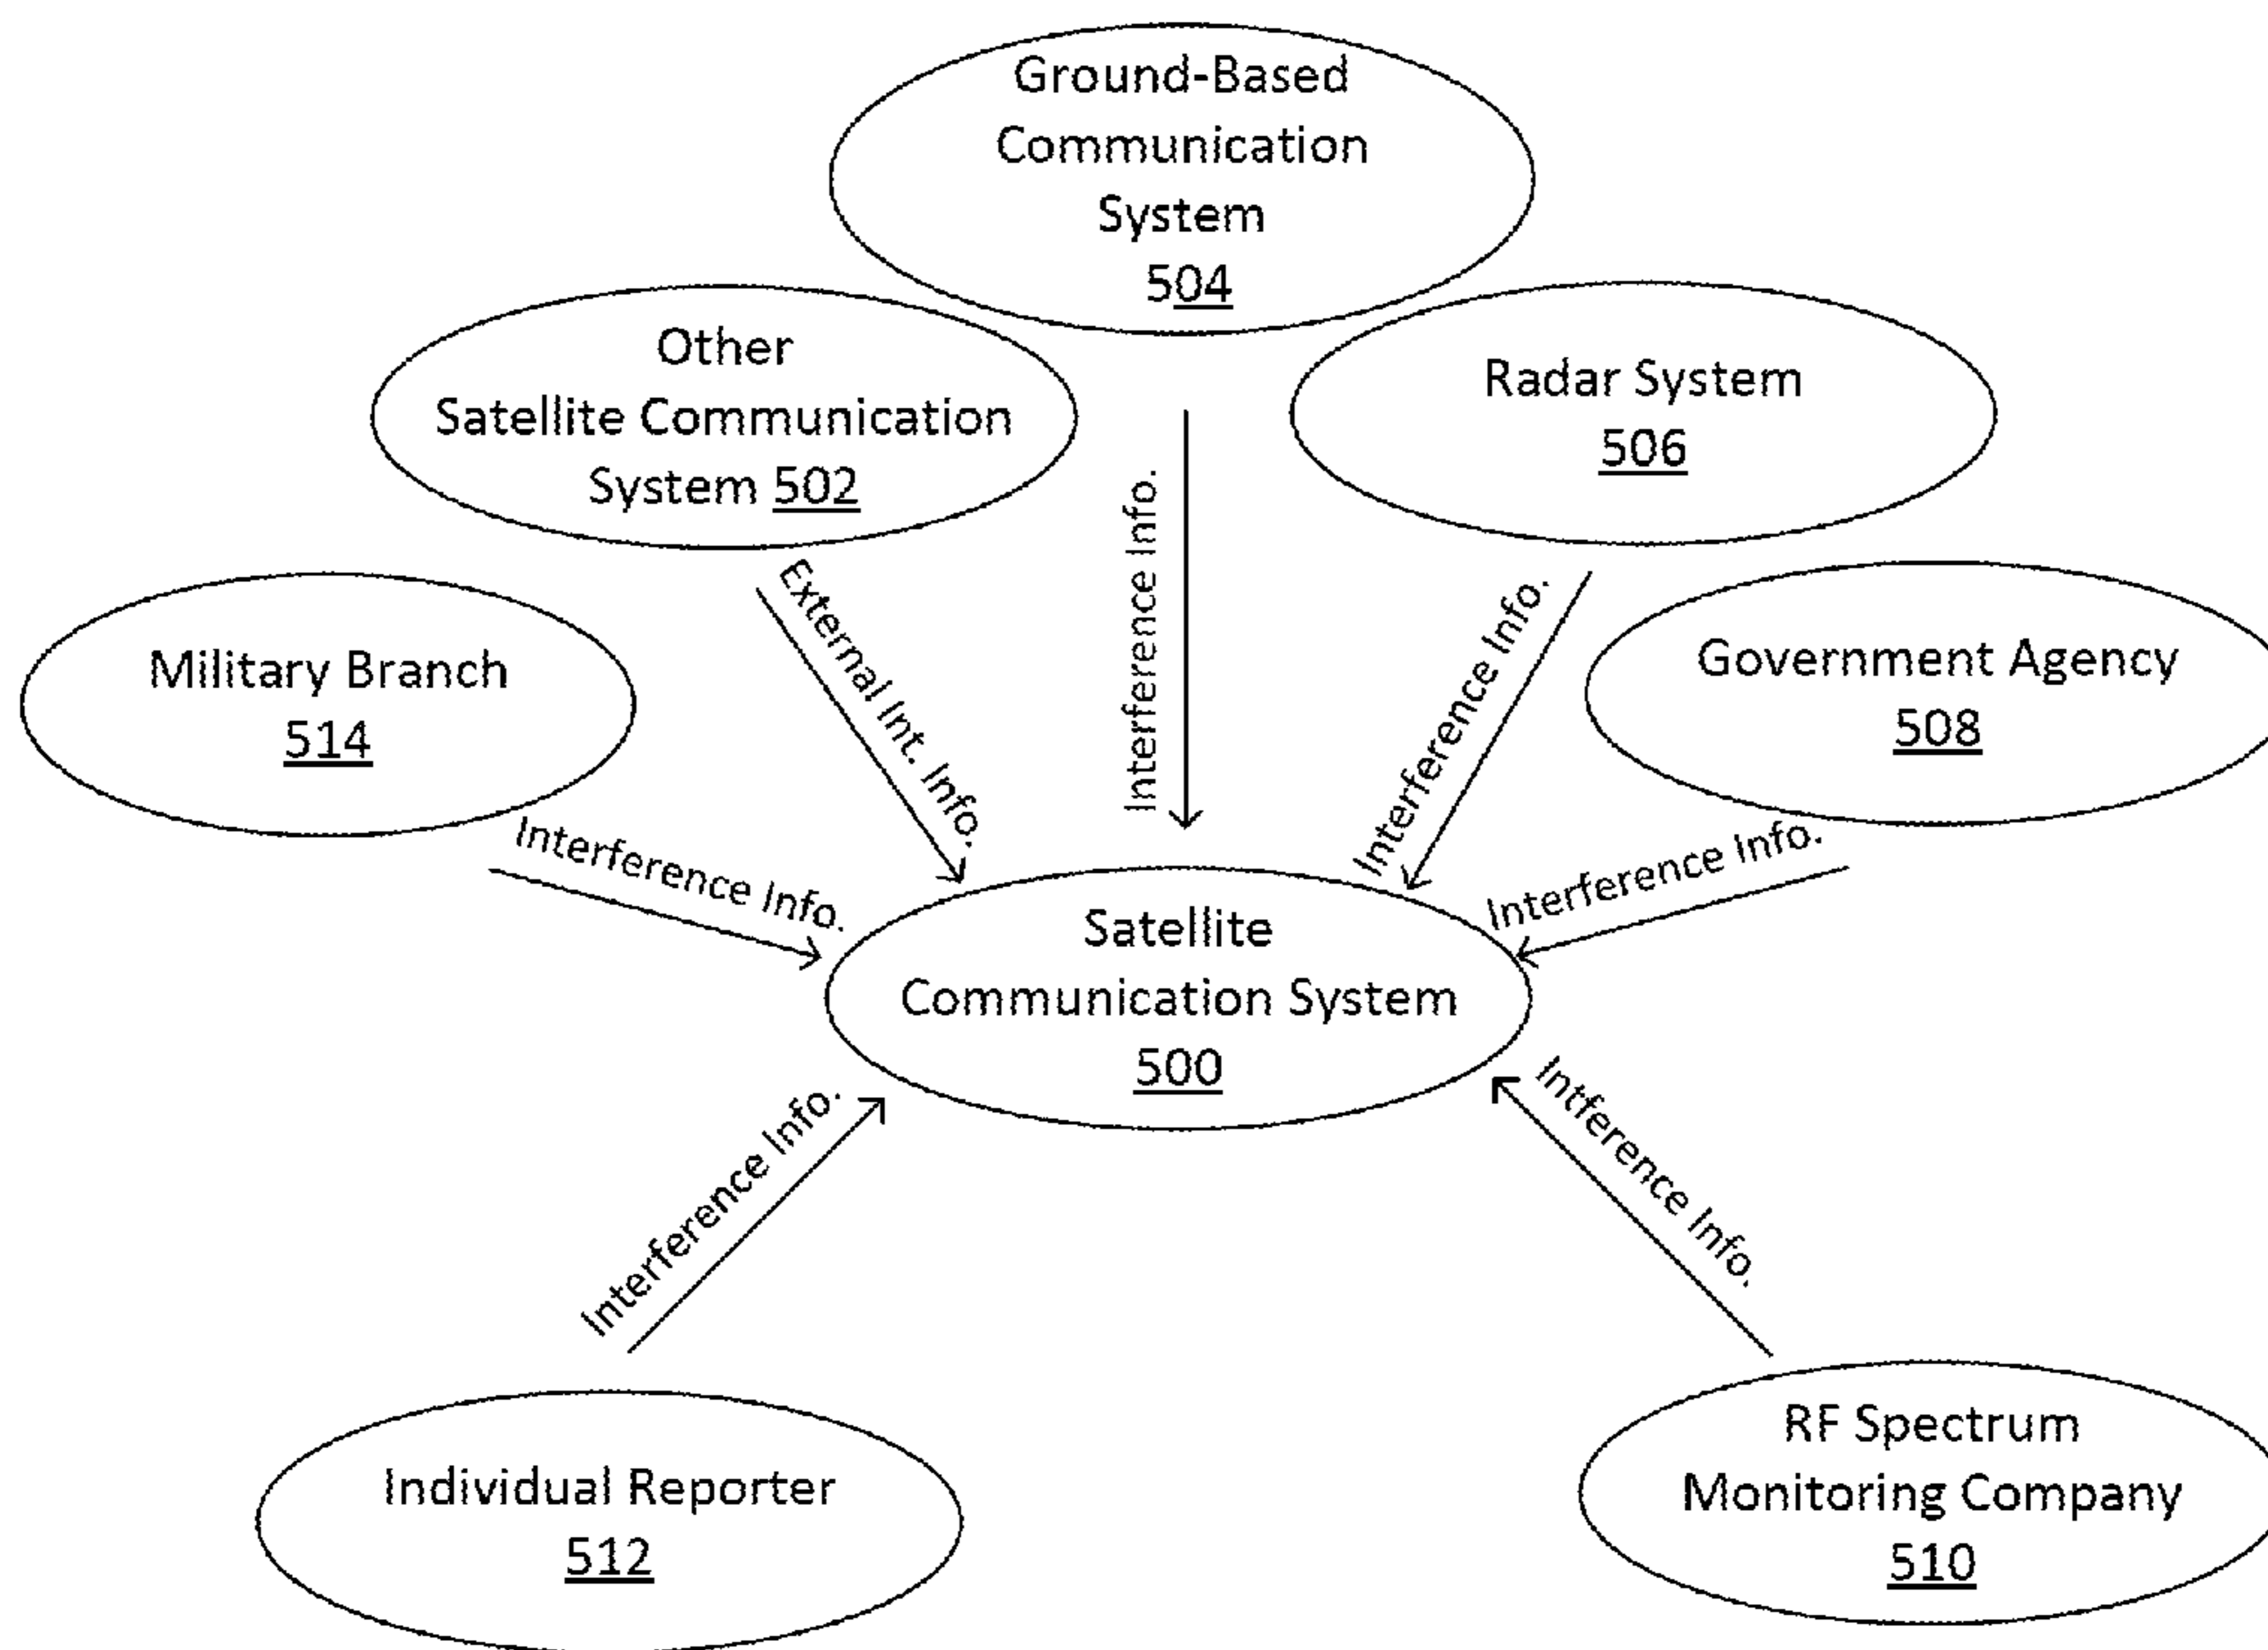 Ground-Based
Communication
System
504
Other
Satellite Communication
System 502
Radar System
506
Military Branch
514
Government Agency
508
External Int. Info.
Interference Info.
Interference Info.
Interference Info.
Interference Info.
Satellite
Communication System
500
Interference Info.
Intference Info.
Individual Reporter
512
RF Spectrum
Monitoring Company
510